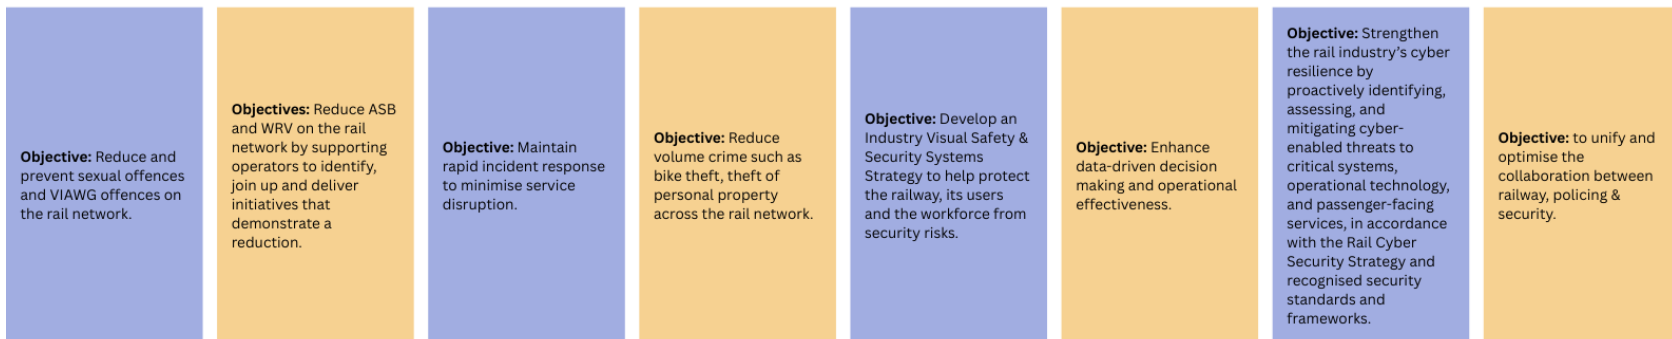 Objective: Reduce and
prevent sexual offences
and VIAWG offences on
the rail network.
Objectives: Reduce ASB
and WRV on the rail
network by supporting
operators to identify,
join up and deliver
initiatives that
demonstrate a
reduction.
Objective: Maintain
rapid incident response
to minimise service
disruption.
Objective: Reduce
volume crime such as
bike theft, theft of
personal property
across the rail network.
Objective: Develop an
Industry Visual Safety &
Security Systems
Strategy to help protect
the railway, its users
and the workforce from
security risks.
Objective: Enhance
data-driven decision
making and operational
effectiveness.
Objective: Strengthen
the rail industry's cyber
resilience by
proactively identifying,
assessing, and
mitigating cyber-
enabled threats to
critical systems,
operational technology,
and passenger-facing
services, in accordance
with the Rail Cyber
Security Strategy and
recognised security
standards and
frameworks.
Objective: to unify and
optimise the
collaboration between
railway, policing &
security.